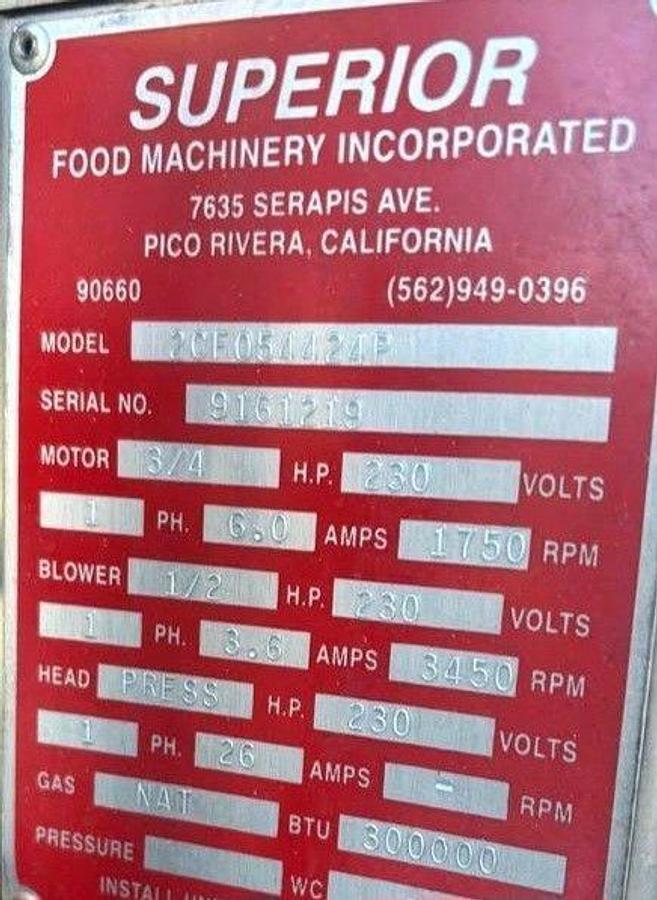 SUPERIOR
FOOD MACHINERY INCORPORATED
7635 SERAPIS AVE.
PICO RIVERA, CALIFORNIA
90660 (562)949-0396
MODEL 2CF054424P
SERIAL NO. 9161219
MOTOR 3/4 H.P. 230 VOLTS
1 PH. 6.0 AMPS 1750 RPM
BLOWER 1/2 H.P. 230 VOLTS
1 PH. 3.6 AMPS 3450 RPM
HEAD PRESS H.P. 230 VOLTS
1 PH. 26 AMPS - RPM
GAS NAT BTU 300000
PRESSURE WC
INSTALL